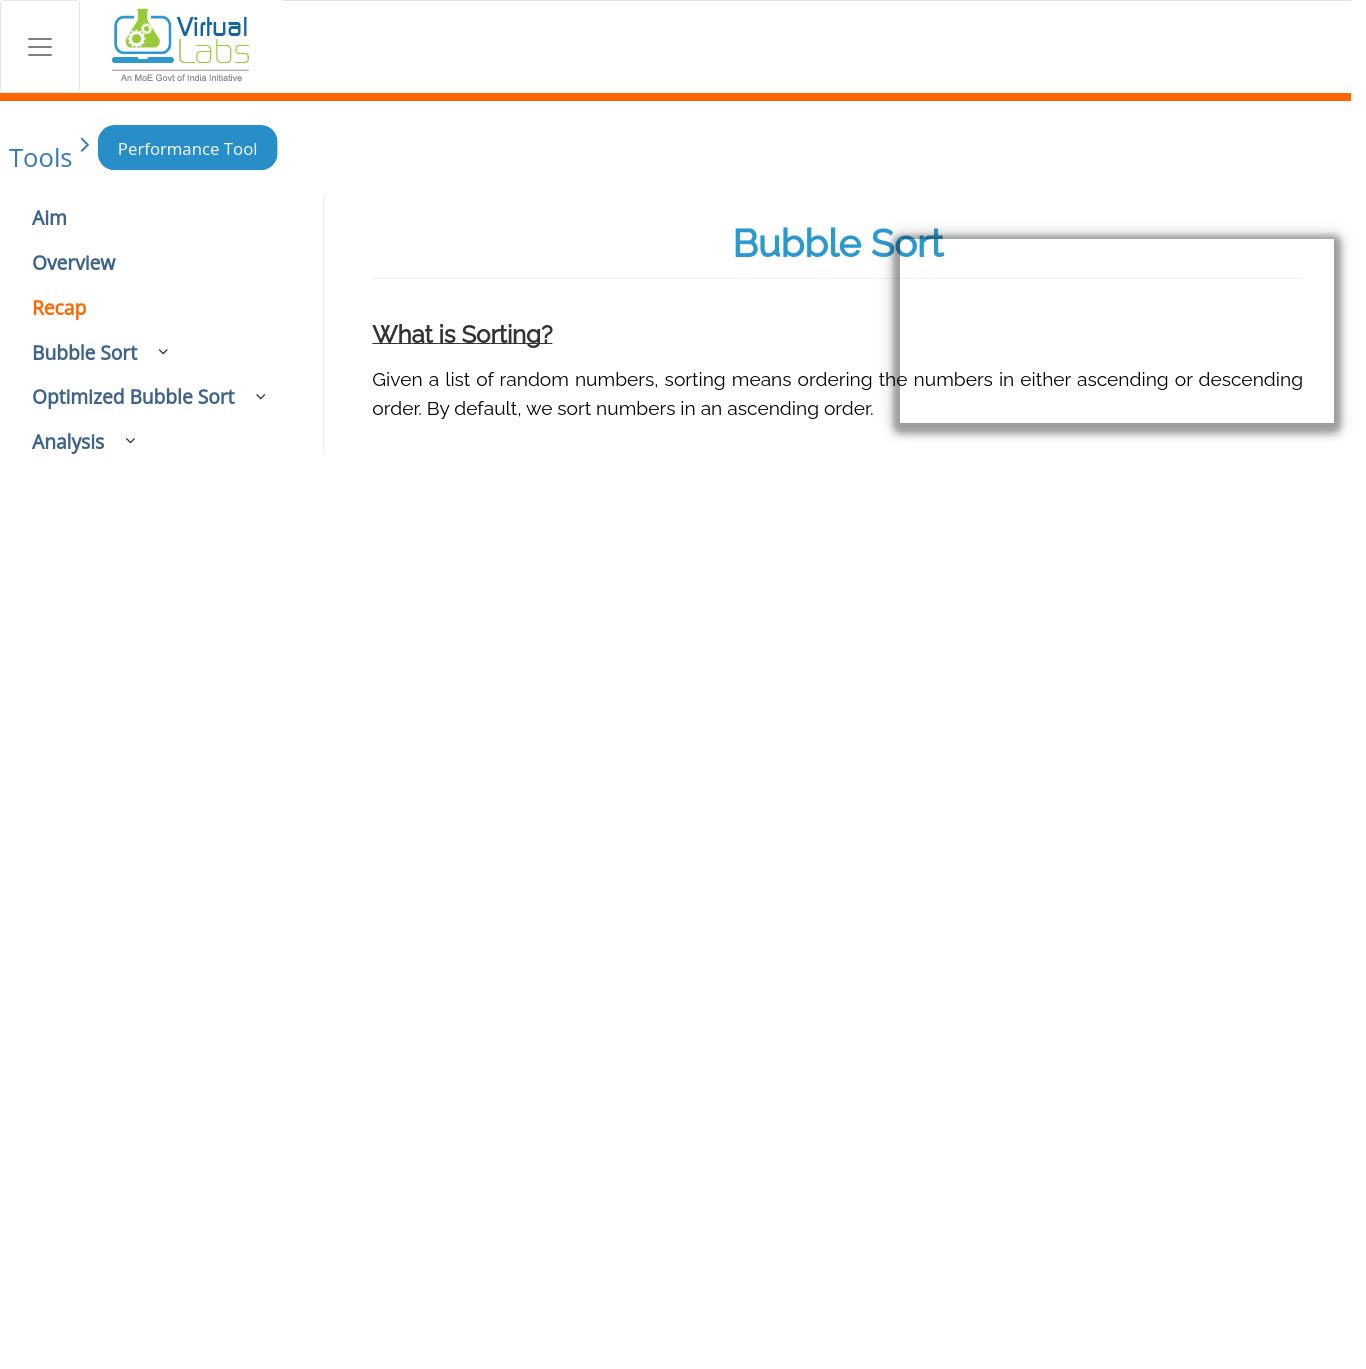 Virtual
Labs
An MoE Govt of India Initiative
Tools
Performance Tool
Aim
Overview
Recap
Bubble Sort
Optimized Bubble Sort
Analysis
Bubble Sort
What is Sorting?
Given a list of random numbers, sorting means ordering the numbers in either ascending or descending
order. By default, we sort numbers in an ascending order.